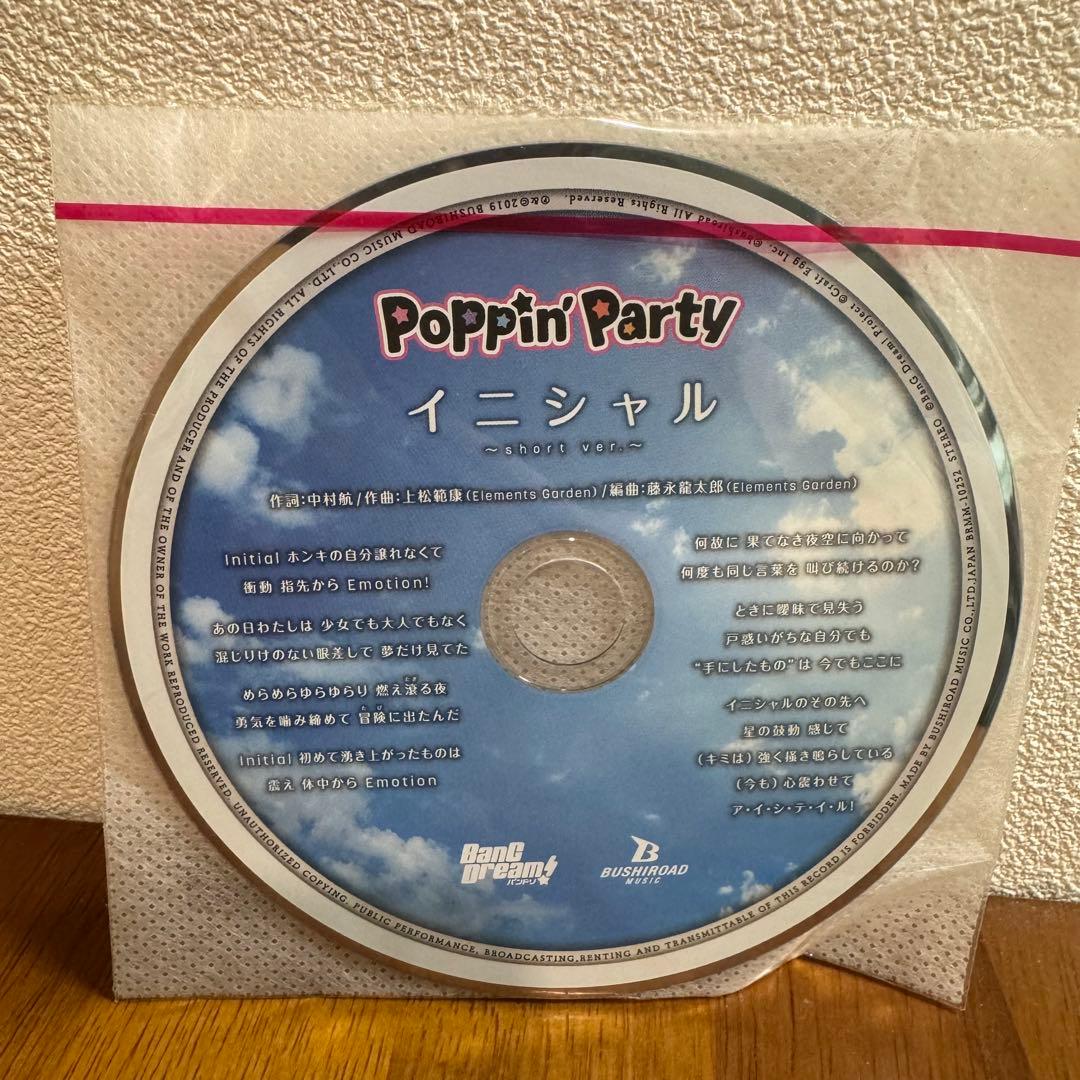 Poppin' Party
イニシャル
～short ver.～
作詞:中村航/作曲:上松範康(Elements Garden)/編曲:藤永龍太郎(Elements Garden)
Initial ホンキの自分譲れなくて
衝動 指先から Emotion!
あの日わたしは 少女でも大人でもなく
混じりけのない眼差して 夢だけ見てた
めらめらゆらゆらり 燃え滾る夜
勇気を噛み締めて 冒険に出たんだ
Initial 初めて湧き上がったものは
震え 体中から Emotion
何故に 果てなき夜空に向かって
何度も同じ言葉を 叫び続けるのか?
ときに曖昧で見失う
戸惑いがちな自分でも
“手にしたもの”は 今でもここに
イニシャルのその先へ
星の鼓動 感じて
(キミは) 強く掻き鳴らしている
(今も) 心震わせて
ア・イ・シ・テ・イ・ル!
BanG Dream!
バンドリ
BUSHIROAD
MUSIC
℗&©2019 BUSHIROAD MUSIC CO.,LTD. ALL RIGHTS OF THE PRODUCER AND OF THE OWNER OF THE WORK REPRODUCED RESERVED. UNAUTHORIZED COPYING, PUBLIC PERFORMANCE, BROADCASTING,RENTING AND TRANSMITTABLE OF THIS RECORD IS FORBIDDEN. MADE BY BUSHIROAD MUSIC CO.,LTD.JAPAN BRMM-10252 STEREO ©BanG Dream! Project ©Craft Egg Inc. ©bushiroad All Rights Reserved.